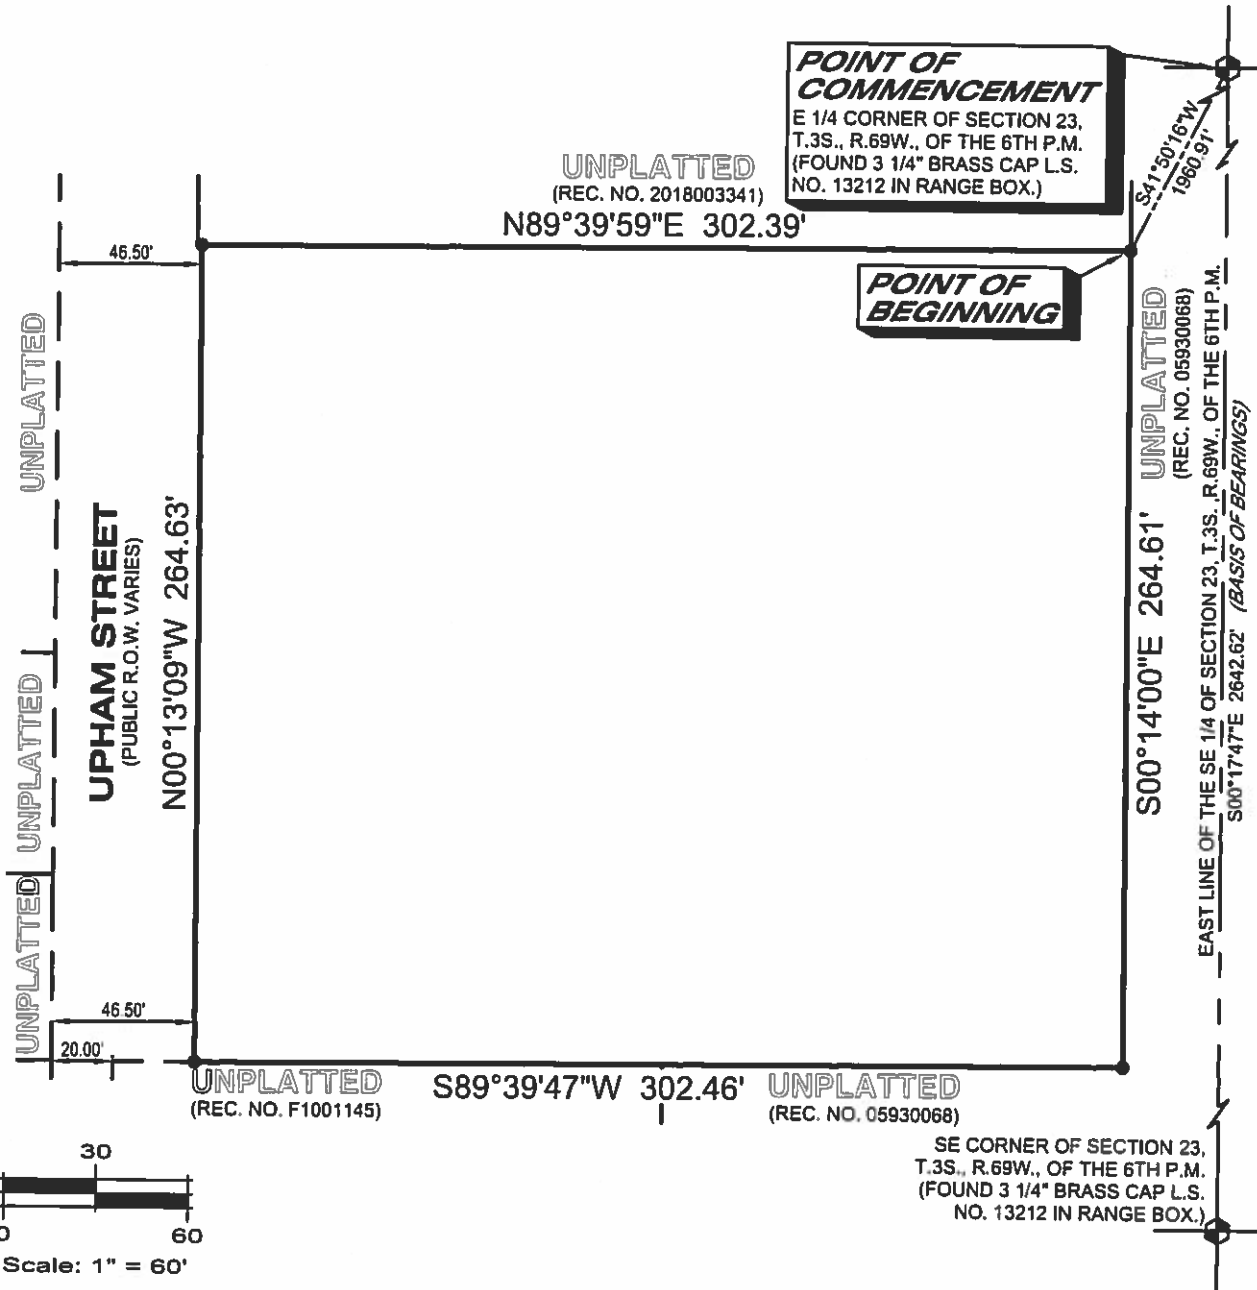 POINT OF
COMMENCEMENT
E 1/4 CORNER OF SECTION 23,
T.3S., R.69W., OF THE 6TH P.M.
(FOUND 3 1/4" BRASS CAP L.S.
NO. 13212 IN RANGE BOX.)
S41°50'16"W
1960.91'
UNPLATTED
(REC. NO. 2018003341)
N89°39'59"E 302.39'
46.50'
POINT OF
BEGINNING
UNPLATTED
UPHAM STREET
(PUBLIC R.O.W. VARIES)
N00°13'09"W 264.63'
UNPLATTED
(REC. NO. 05930068)
S00°14'00"E 264.61'
EAST LINE OF THE SE 1/4 OF SECTION 23, T.3S., R.69W., OF THE 6TH P.M.
S00°17'47"E 2642.62' (BASIS OF BEARINGS)
UNPLATTED
UNPLATTED
46.50'
20.00'
UNPLATTED
(REC. NO. F1001145)
S89°39'47"W 302.46'
UNPLATTED
(REC. NO. 05930068)
SE CORNER OF SECTION 23,
T.3S., R.69W., OF THE 6TH P.M.
(FOUND 3 1/4" BRASS CAP L.S.
NO. 13212 IN RANGE BOX.)
30
0 60
Scale: 1" = 60'